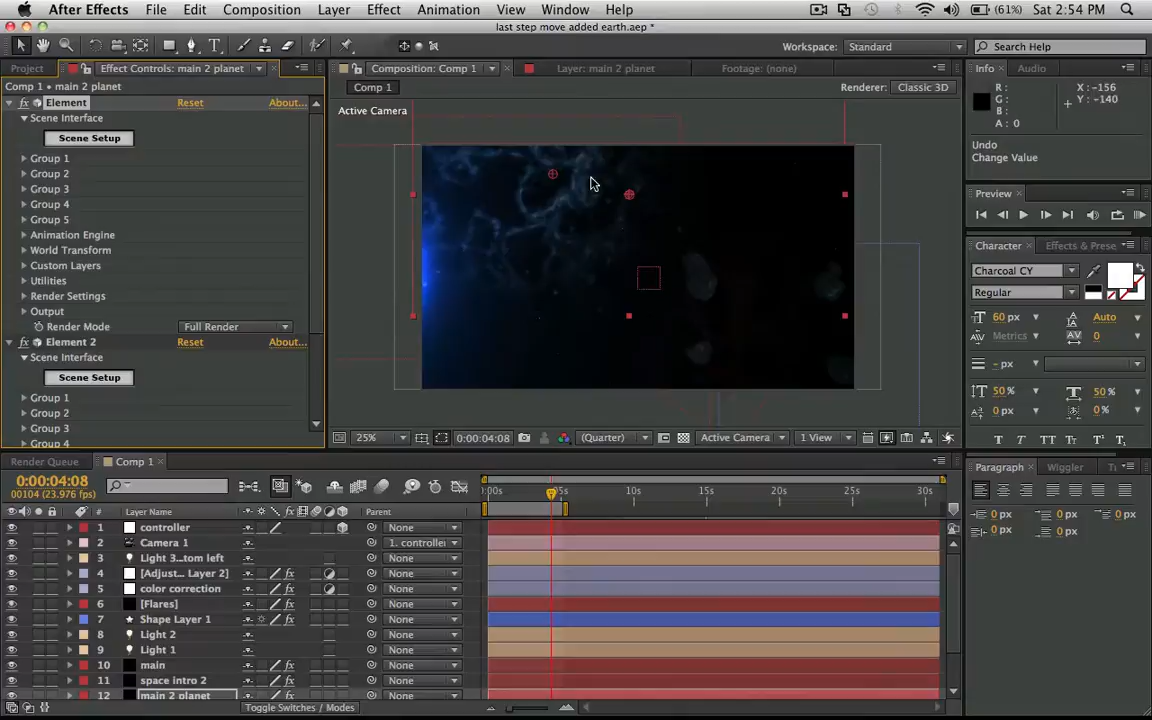 After Effects File Edit Composition Layer Effect Animation View Window Help (61%) Sat 2:54 PM
last step move added earth.aep *
Workspace: Standard Search Help
Project Effect Controls: main 2 planet Composition: Comp 1 Layer: main 2 planet Footage: (none) Info Audio
Comp 1 • main 2 planet
Comp 1 Renderer: Classic 3D
fx Element Reset About...
Scene Interface
Scene Setup
Group 1
Group 2
Group 3
Group 4
Group 5
Animation Engine
World Transform
Custom Layers
Utilities
Render Settings
Output
Render Mode Full Render
fx Element 2 Reset About...
Scene Interface
Scene Setup
Group 1
Group 2
Group 3
Group 4
Active Camera
25% 0:00:04:08 (Quarter) Active Camera 1 View
R: X: -156
G: Y: -140
B:
A: 0
Undo
Change Value
Preview
Character Effects & Prese
Charcoal CY
Regular
60 px Auto
Metrics 0
- px
50% 50%
0 px 0%
T T TT Tт T¹ T₁
Paragraph Wiggler
0 px 0 px 0 px
0 px 0 px
Render Queue Comp 1
0:00:04:08
00104 (23.976 fps)
:00s 5s 10s 15s 20s 25s 30s
# Layer Name Parent
1 controller None
2 Camera 1 1. controlle
3 Light 3...tom left None
4 [Adjust... Layer 2] None
5 color correction None
6 [Flares] None
7 Shape Layer 1 None
8 Light 2 None
9 Light 1 None
10 main None
11 space intro 2 None
12 main 2 planet None
Toggle Switches / Modes